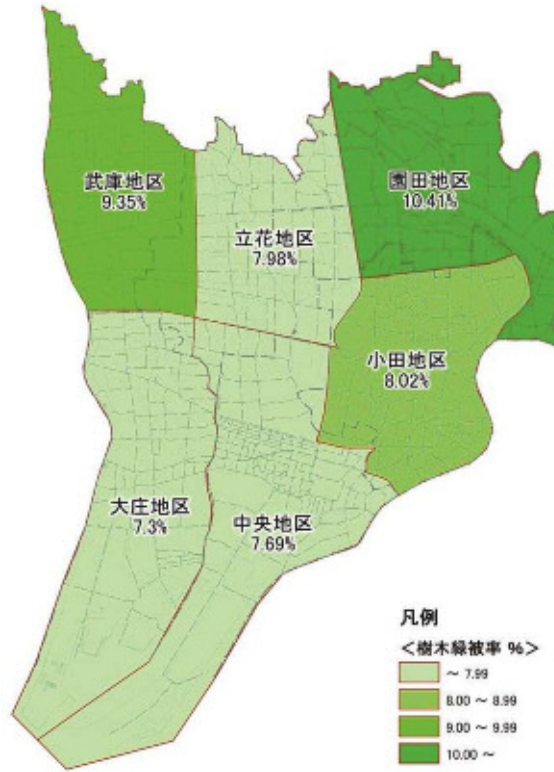 武庫地区
9.35%
園田地区
10.41%
立花地区
7.98%
小田地区
8.02%
大庄地区
7.3%
中央地区
7.69%
凡例
<樹木緑被率 %>
~ 7.99
8.00 ~ 8.99
9.00 ~ 9.99
10.00 ~